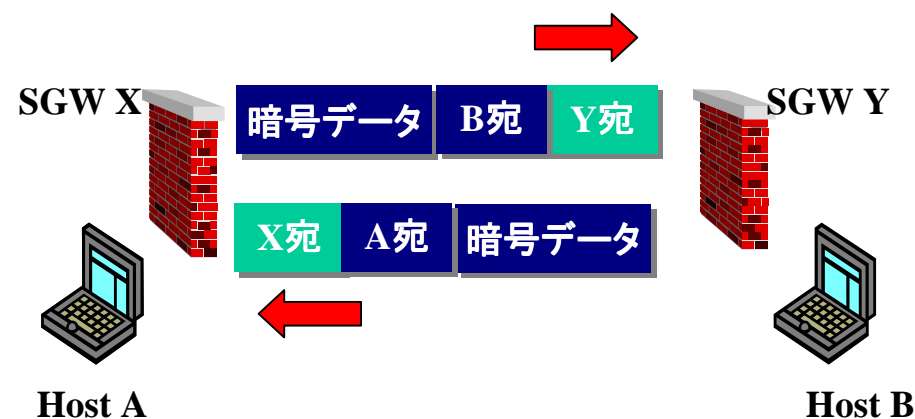 SGW X
暗号データ B宛 Y宛
SGW Y
X宛 A宛 暗号データ
Host A
Host B